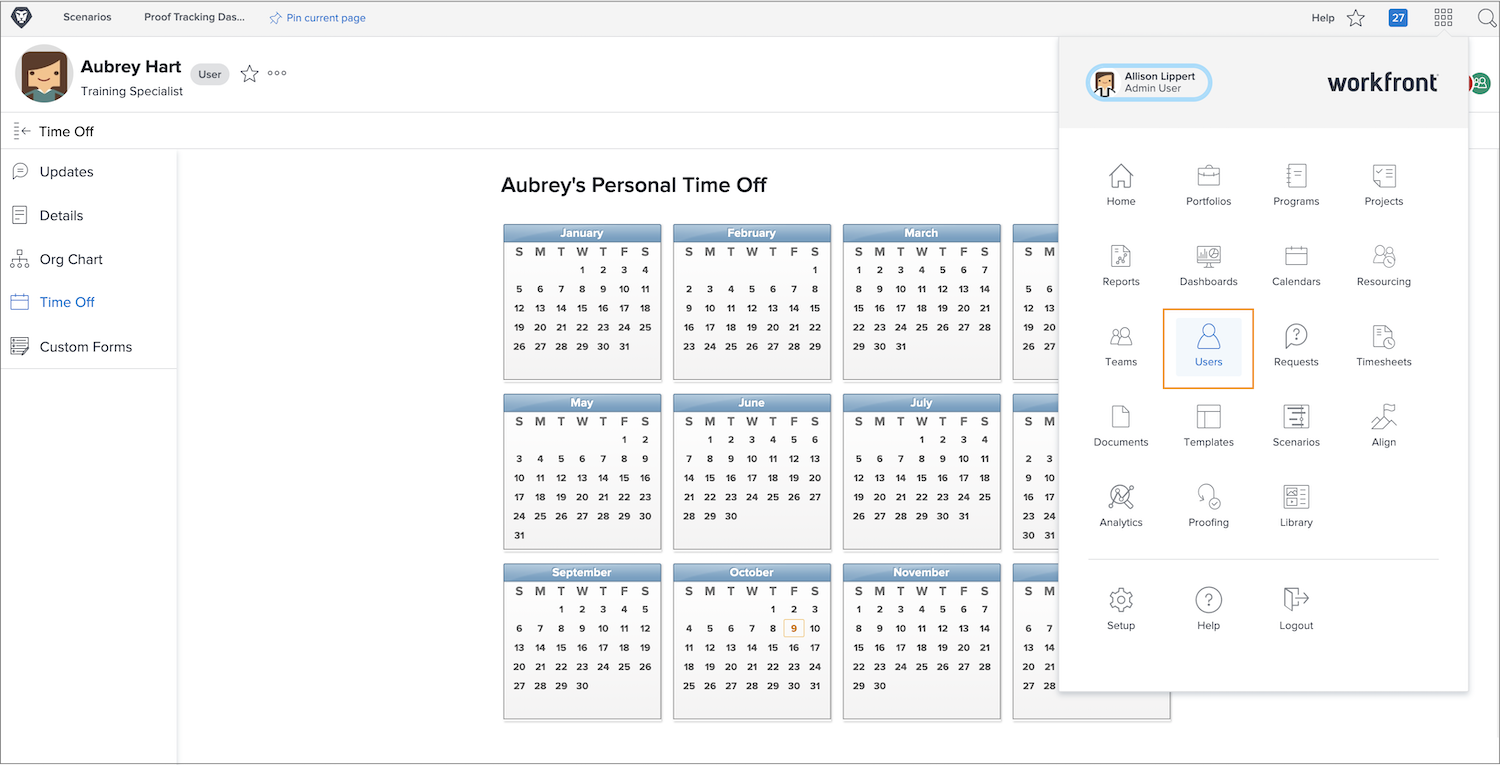 Scenarios Proof Tracking Das... Pin current page Help 27
Aubrey Hart User
Training Specialist
Allison Lippert
Admin User
workfront
Time Off
Updates
Details
Org Chart
Time Off
Custom Forms
Aubrey's Personal Time Off
January
S M T W T F S
1 2 3 4
5 6 7 8 9 10 11
12 13 14 15 16 17 18
19 20 21 22 23 24 25
26 27 28 29 30 31
February
S M T W T F S
1
2 3 4 5 6 7 8
9 10 11 12 13 14 15
16 17 18 19 20 21 22
23 24 25 26 27 28 29
March
S M T W T F S
1 2 3 4 5 6 7
8 9 10 11 12 13 14
15 16 17 18 19 20 21
22 23 24 25 26 27 28
29 30 31
S M
5 6
12 13
19 20
26 27
May
S M T W T F S
1 2
3 4 5 6 7 8 9
10 11 12 13 14 15 16
17 18 19 20 21 22 23
24 25 26 27 28 29 30
31
June
S M T W T F S
1 2 3 4 5 6
7 8 9 10 11 12 13
14 15 16 17 18 19 20
21 22 23 24 25 26 27
28 29 30
July
S M T W T F S
1 2 3 4
5 6 7 8 9 10 11
12 13 14 15 16 17 18
19 20 21 22 23 24 25
26 27 28 29 30 31
S M
2 3
9 10
16 17
23 24
30 31
September
S M T W T F S
1 2 3 4 5
6 7 8 9 10 11 12
13 14 15 16 17 18 19
20 21 22 23 24 25 26
27 28 29 30
October
S M T W T F S
1 2 3
4 5 6 7 8 9 10
11 12 13 14 15 16 17
18 19 20 21 22 23 24
25 26 27 28 29 30 31
November
S M T W T F S
1 2 3 4 5 6 7
8 9 10 11 12 13 14
15 16 17 18 19 20 21
22 23 24 25 26 27 28
29 30
S M
6 7
13 14
20 21
27 28
Home Portfolios Programs Projects
Reports Dashboards Calendars Resourcing
Teams Users Requests Timesheets
Documents Templates Scenarios Align
Analytics Proofing Library
Setup Help Logout